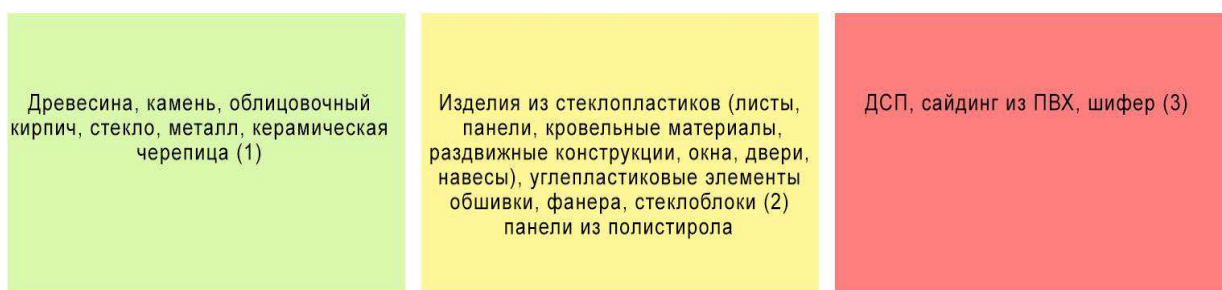 Древесина, камень, облицовочный
кирпич, стекло, металл, керамическая
черепица (1)
Изделия из стеклопластиков (листы,
панели, кровельные материалы,
раздвижные конструкции, окна, двери,
навесы), углепластиковые элементы
обшивки, фанера, стеклоблоки (2)
панели из полистирола
ДСП, сайдинг из ПВХ, шифер (3)